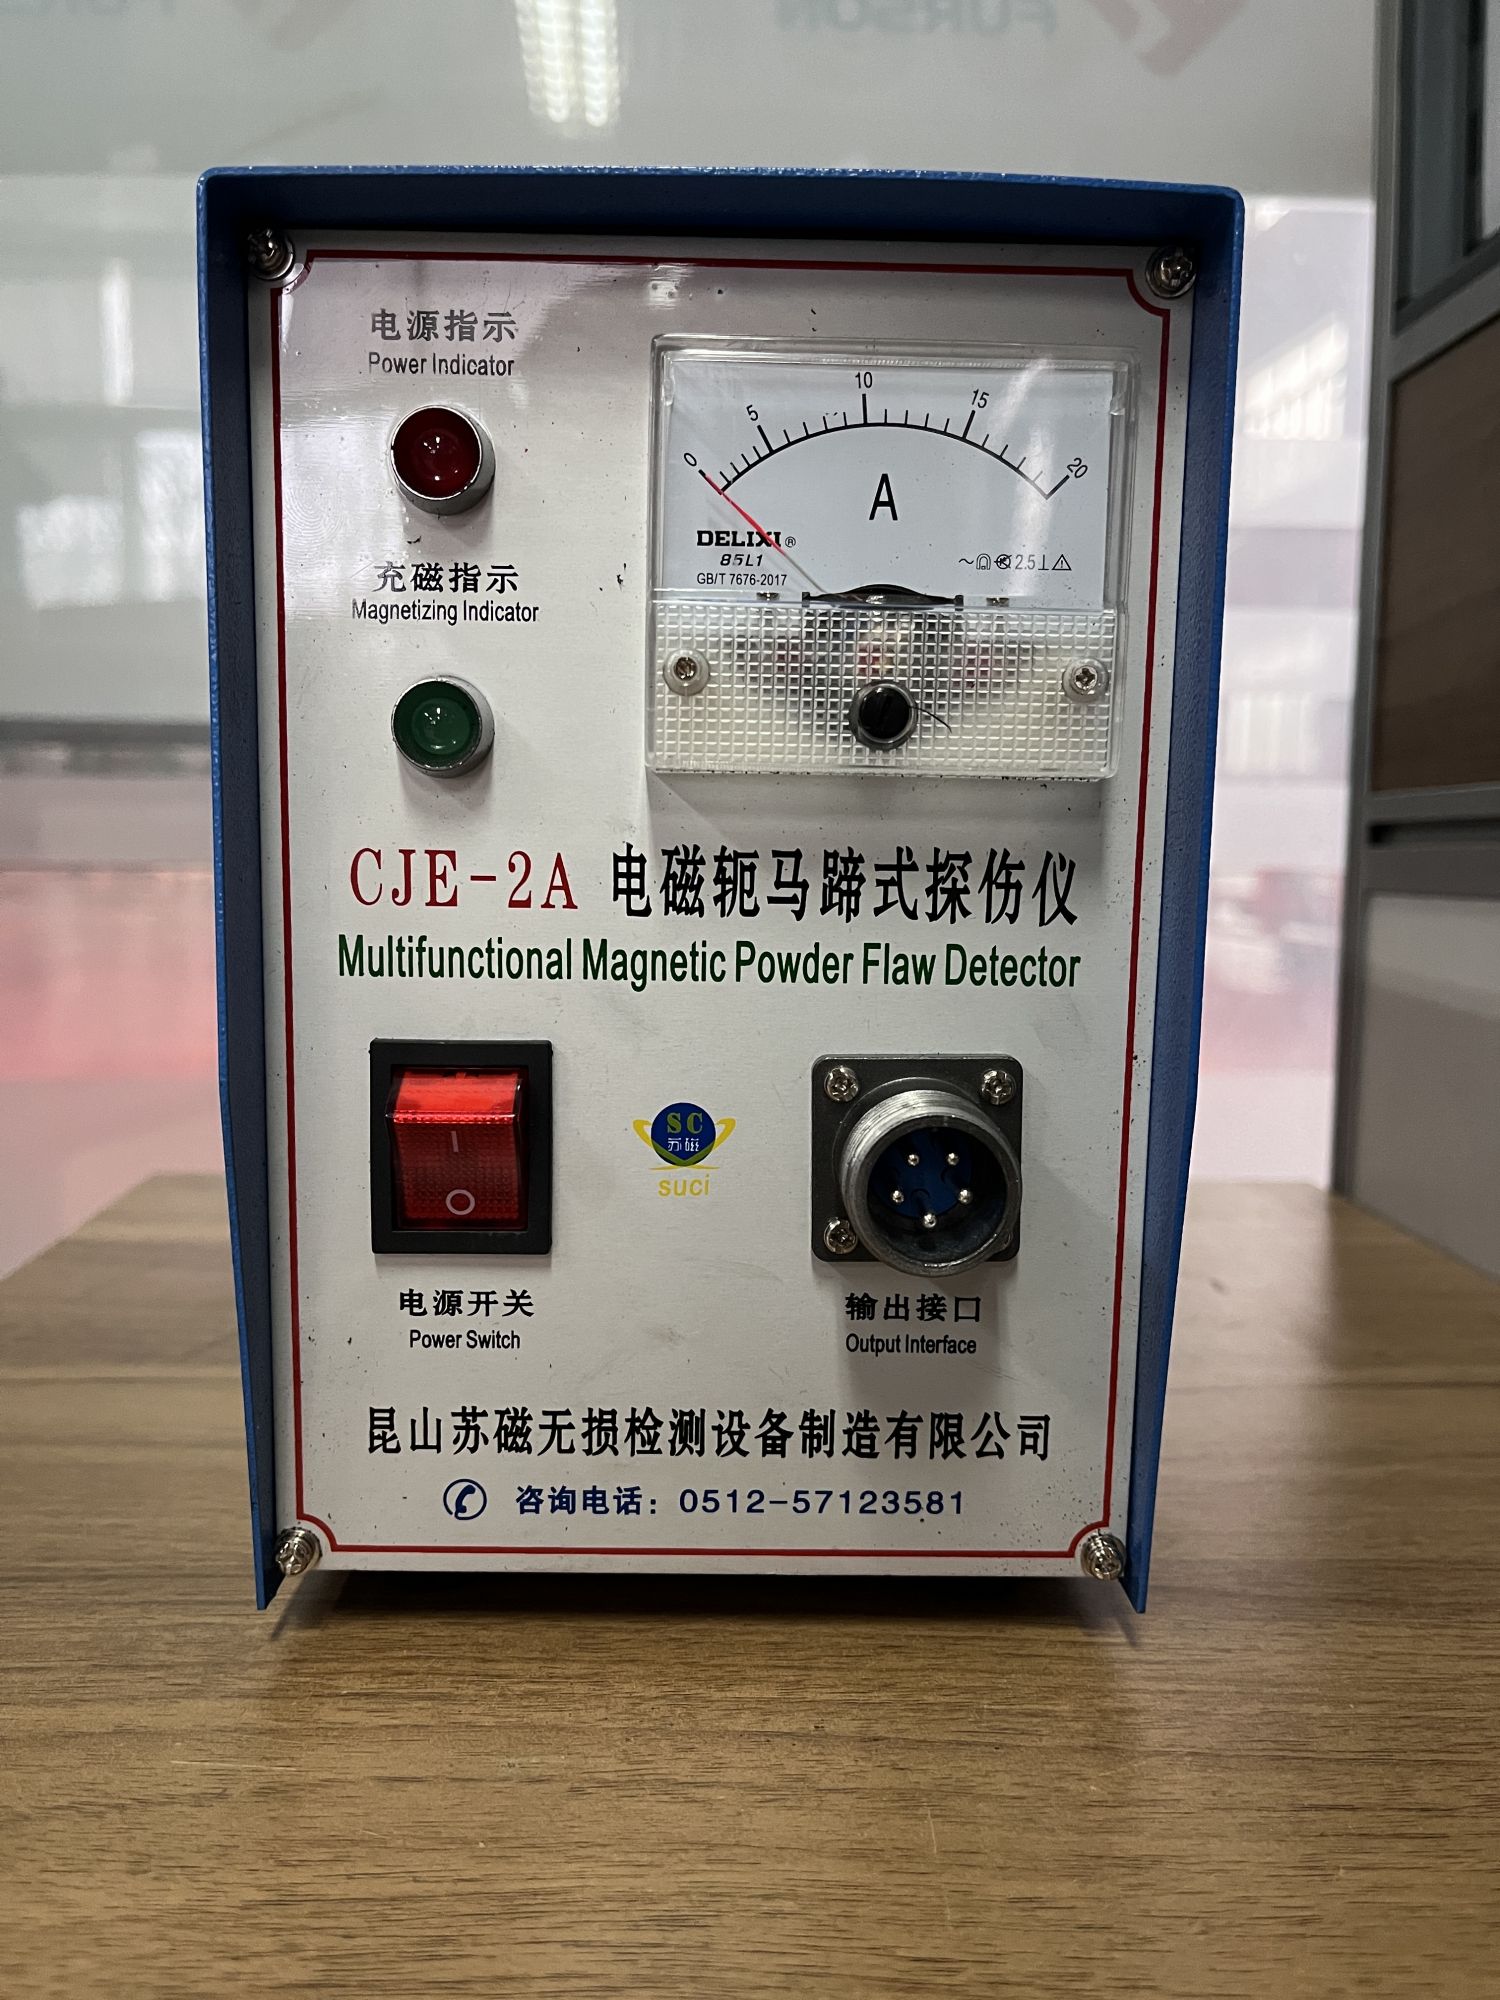 FURSON
电源指示
Power Indicator
充磁指示
Magnetizing Indicator
0 5 10 15 20
A
DELIXI®
85L1
GB/T 7676-2017
2.5
CJE-2A 电磁轭马蹄式探伤仪
Multifunctional Magnetic Powder Flaw Detector
SC
苏磁
suci
电源开关
Power Switch
输出接口
Output Interface
昆山苏磁无损检测设备制造有限公司
咨询电话：0512-57123581